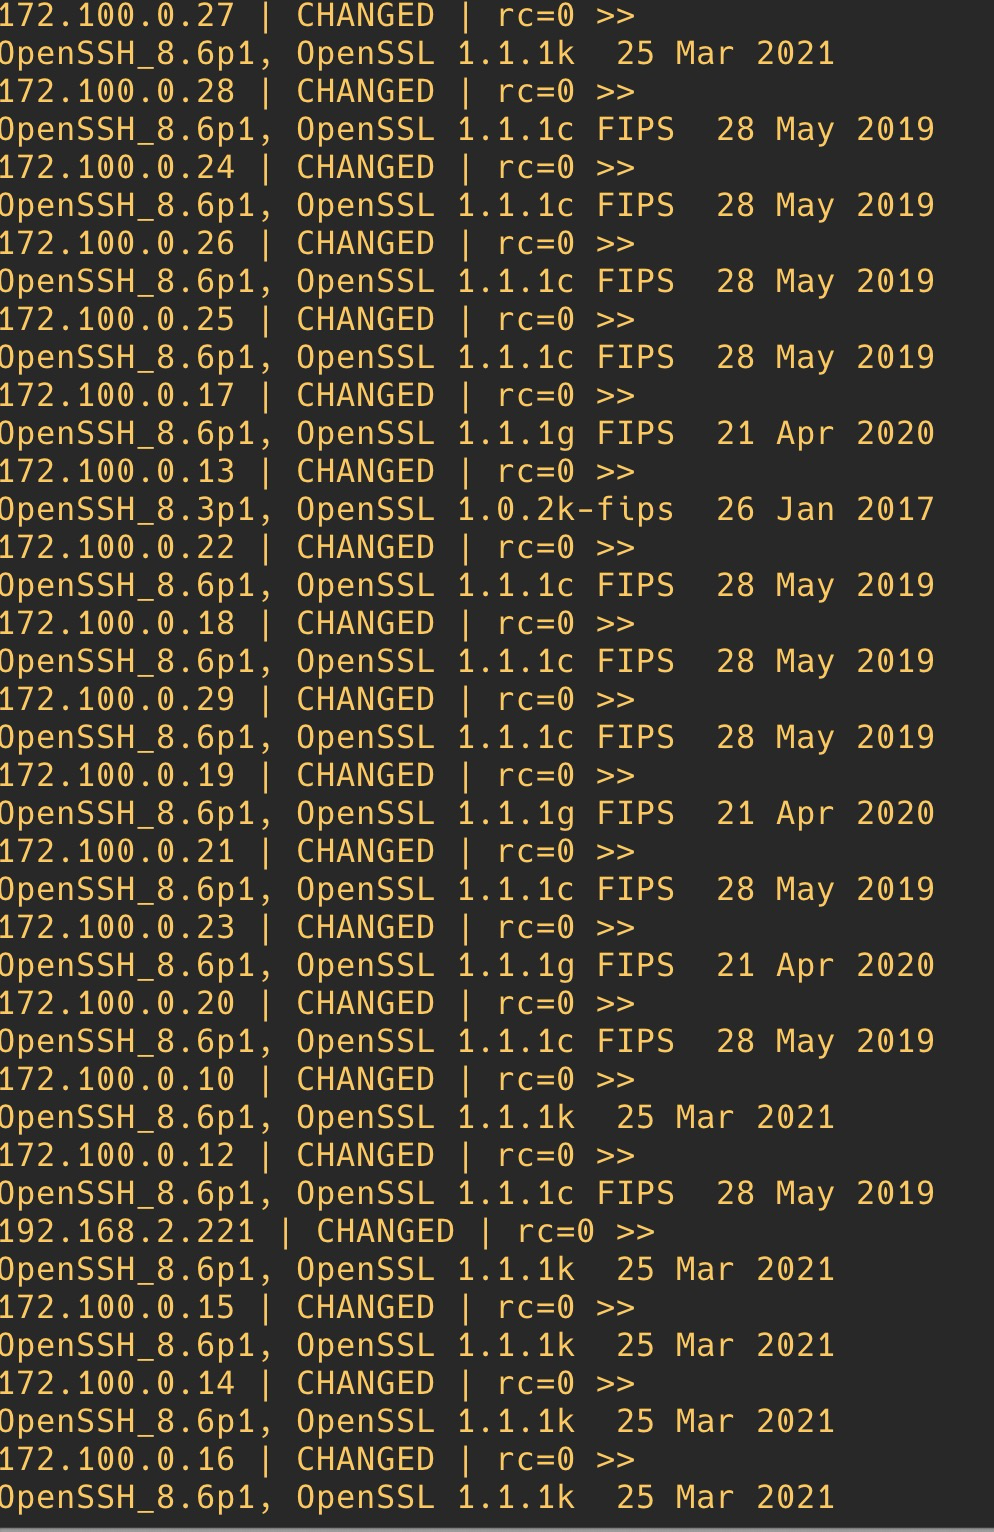 172.100.0.27 | CHANGED | rc=0 >>
OpenSSH_8.6p1, OpenSSL 1.1.1k  25 Mar 2021
172.100.0.28 | CHANGED | rc=0 >>
OpenSSH_8.6p1, OpenSSL 1.1.1c FIPS  28 May 2019
172.100.0.24 | CHANGED | rc=0 >>
OpenSSH_8.6p1, OpenSSL 1.1.1c FIPS  28 May 2019
172.100.0.26 | CHANGED | rc=0 >>
OpenSSH_8.6p1, OpenSSL 1.1.1c FIPS  28 May 2019
172.100.0.25 | CHANGED | rc=0 >>
OpenSSH_8.6p1, OpenSSL 1.1.1c FIPS  28 May 2019
172.100.0.17 | CHANGED | rc=0 >>
OpenSSH_8.6p1, OpenSSL 1.1.1g FIPS  21 Apr 2020
172.100.0.13 | CHANGED | rc=0 >>
OpenSSH_8.3p1, OpenSSL 1.0.2k-fips  26 Jan 2017
172.100.0.22 | CHANGED | rc=0 >>
OpenSSH_8.6p1, OpenSSL 1.1.1c FIPS  28 May 2019
172.100.0.18 | CHANGED | rc=0 >>
OpenSSH_8.6p1, OpenSSL 1.1.1c FIPS  28 May 2019
172.100.0.29 | CHANGED | rc=0 >>
OpenSSH_8.6p1, OpenSSL 1.1.1c FIPS  28 May 2019
172.100.0.19 | CHANGED | rc=0 >>
OpenSSH_8.6p1, OpenSSL 1.1.1g FIPS  21 Apr 2020
172.100.0.21 | CHANGED | rc=0 >>
OpenSSH_8.6p1, OpenSSL 1.1.1c FIPS  28 May 2019
172.100.0.23 | CHANGED | rc=0 >>
OpenSSH_8.6p1, OpenSSL 1.1.1g FIPS  21 Apr 2020
172.100.0.20 | CHANGED | rc=0 >>
OpenSSH_8.6p1, OpenSSL 1.1.1c FIPS  28 May 2019
172.100.0.10 | CHANGED | rc=0 >>
OpenSSH_8.6p1, OpenSSL 1.1.1k  25 Mar 2021
172.100.0.12 | CHANGED | rc=0 >>
OpenSSH_8.6p1, OpenSSL 1.1.1c FIPS  28 May 2019
192.168.2.221 | CHANGED | rc=0 >>
OpenSSH_8.6p1, OpenSSL 1.1.1k  25 Mar 2021
172.100.0.15 | CHANGED | rc=0 >>
OpenSSH_8.6p1, OpenSSL 1.1.1k  25 Mar 2021
172.100.0.14 | CHANGED | rc=0 >>
OpenSSH_8.6p1, OpenSSL 1.1.1k  25 Mar 2021
172.100.0.16 | CHANGED | rc=0 >>
OpenSSH_8.6p1, OpenSSL 1.1.1k  25 Mar 2021